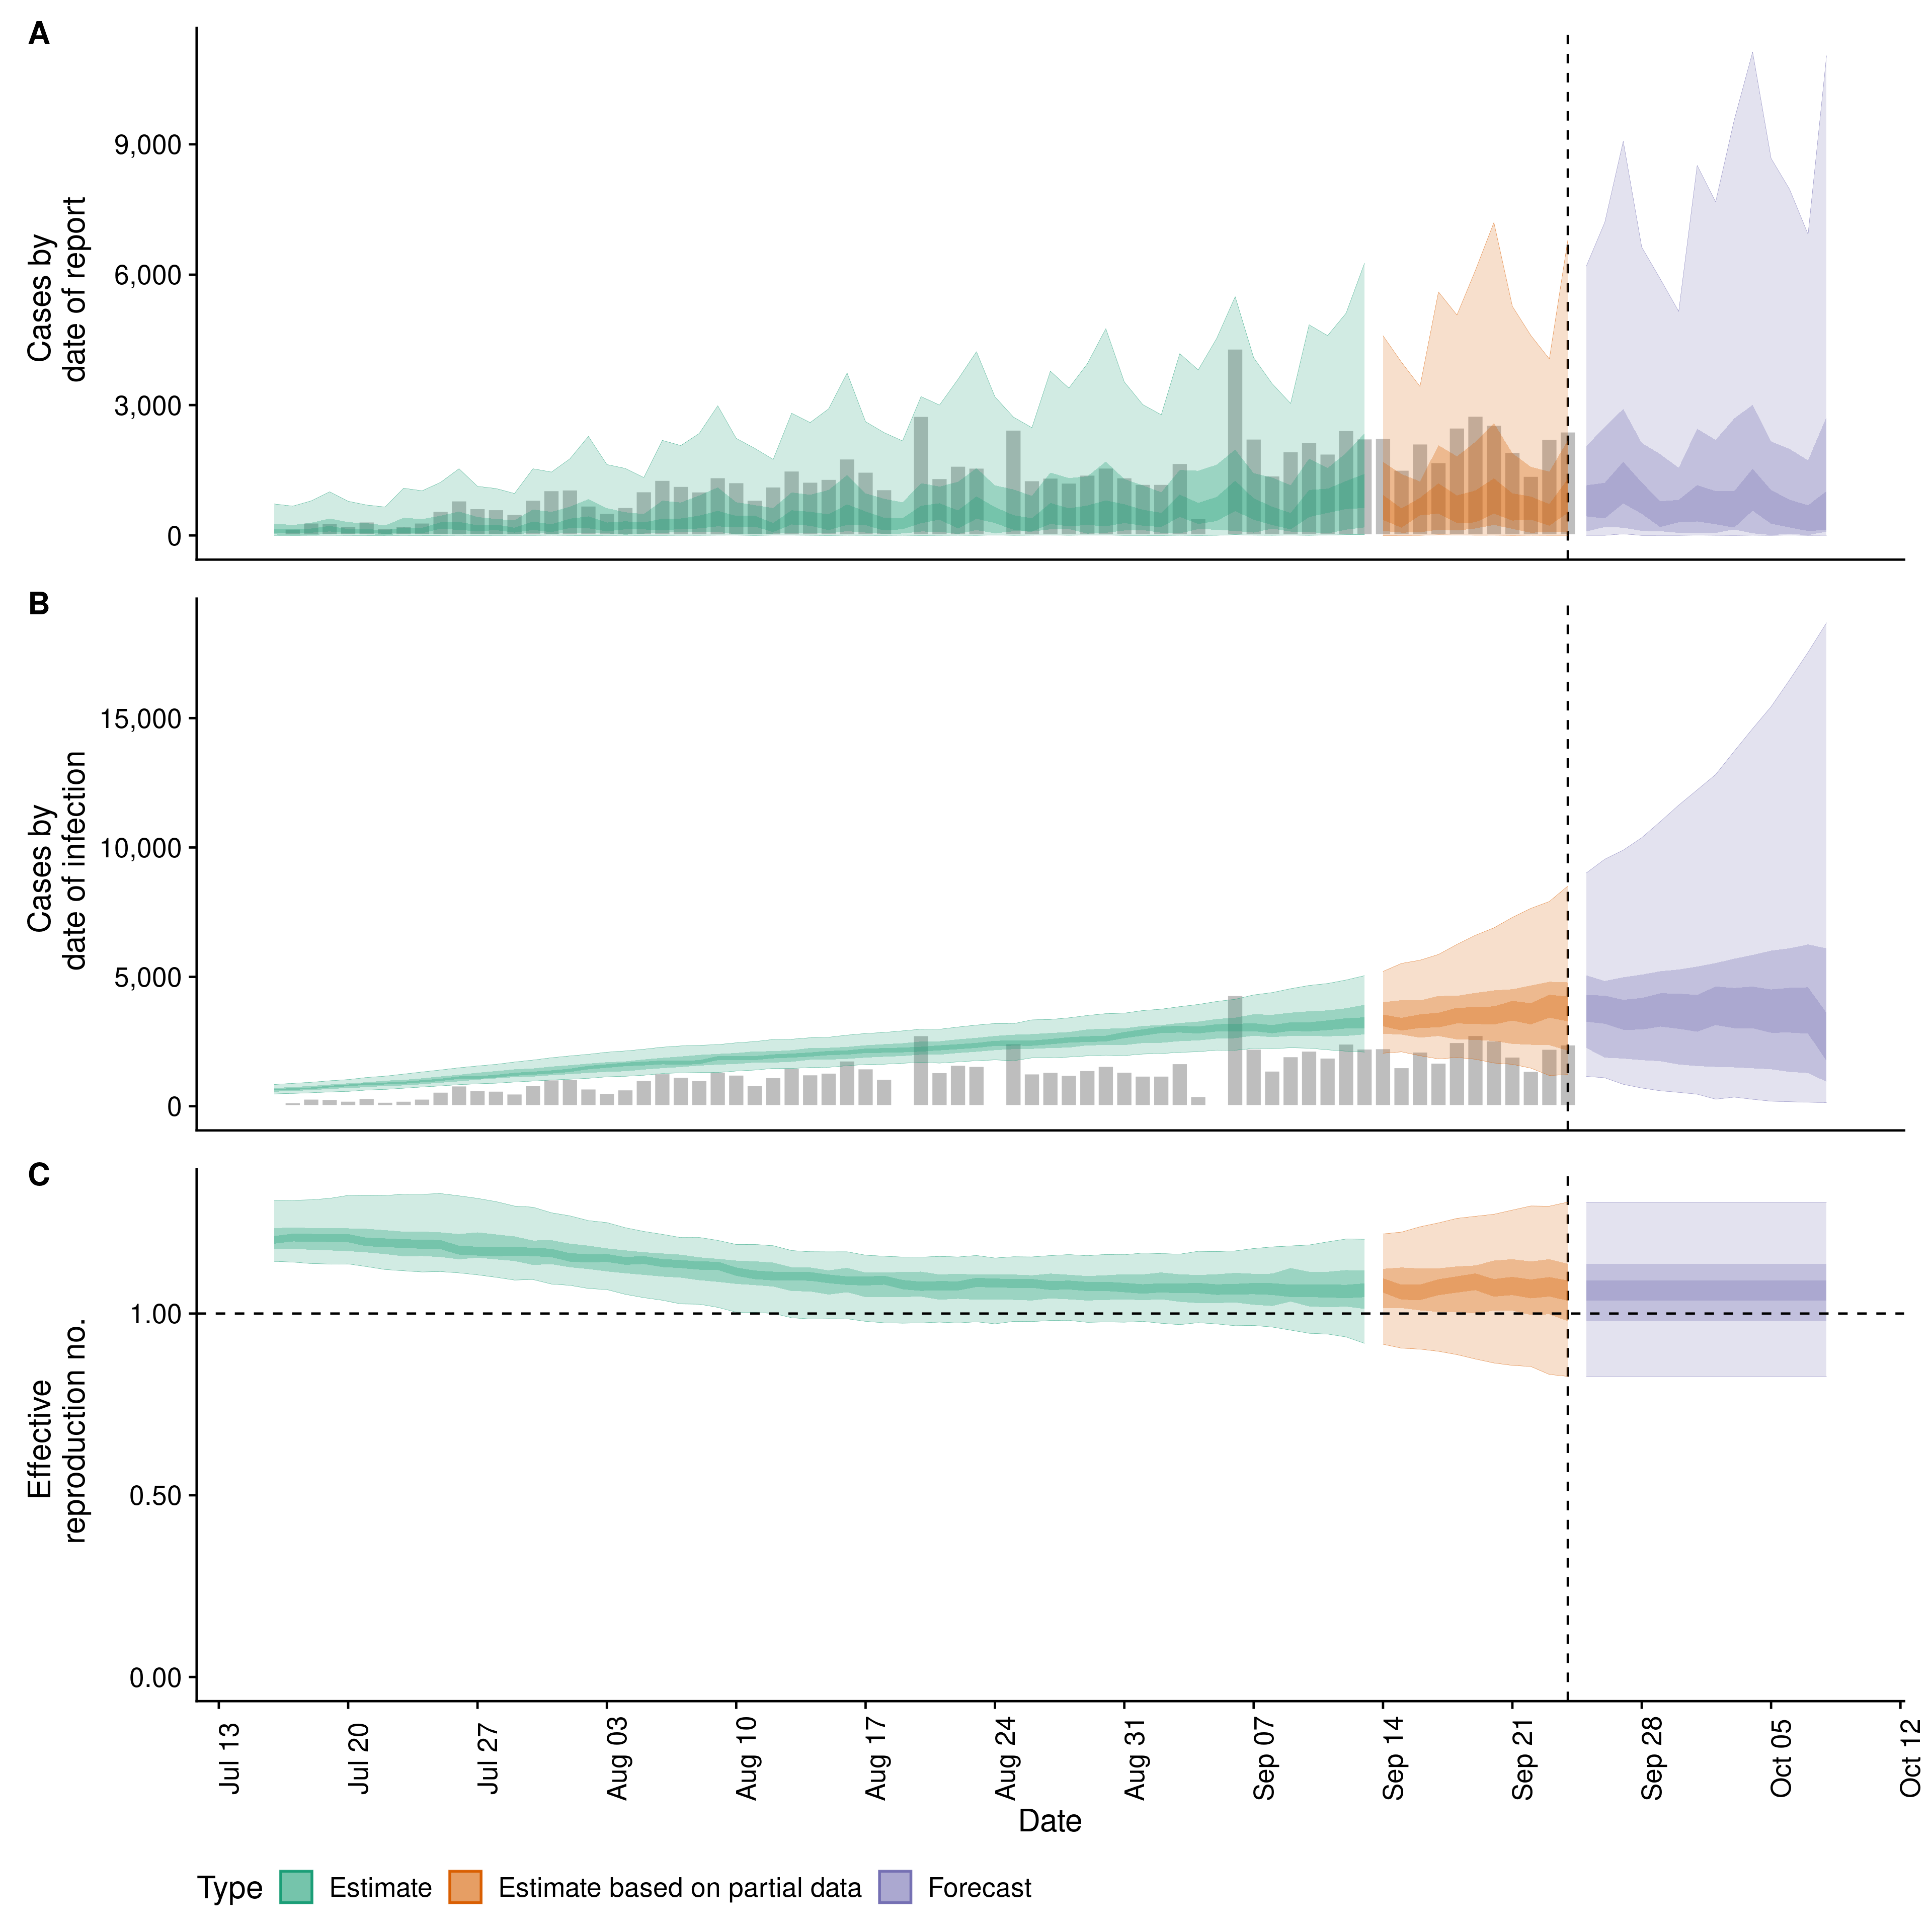 A
Cases by
date of report
9,000
6,000
3,000
0
B
Cases by
date of infection
15,000
10,000
5,000
0
C
Effective
reproduction no.
1.00
0.50
0.00
Jul 13
Jul 20
Jul 27
Aug 03
Aug 10
Aug 17
Aug 24
Aug 31
Sep 07
Sep 14
Sep 21
Sep 28
Oct 05
Oct 12
Date
Type Estimate Estimate based on partial data Forecast